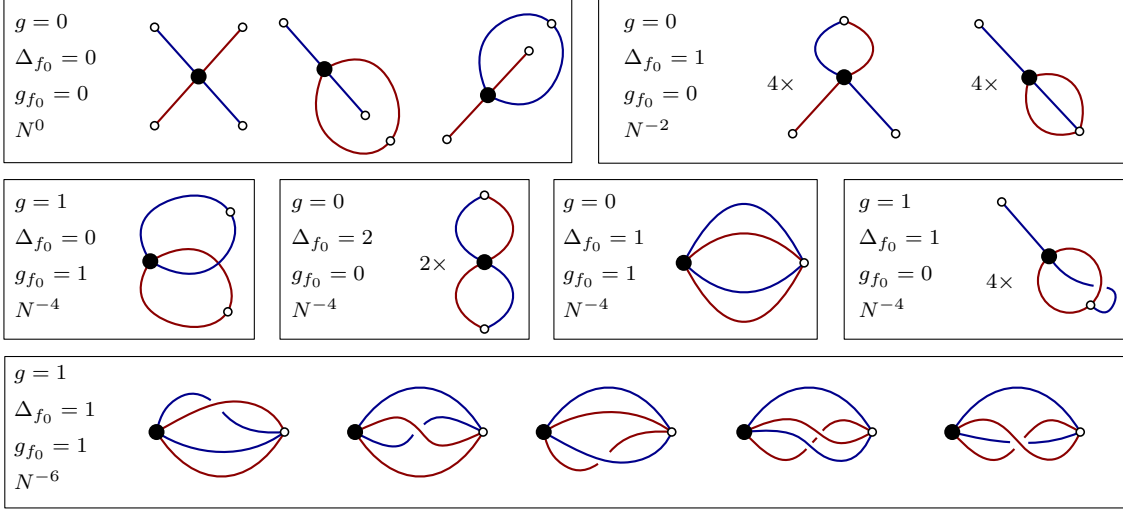 g = 0
Δ_{f_0} = 0
g_{f_0} = 0
N^0
g = 0
Δ_{f_0} = 1
g_{f_0} = 0
N^{-2}
4×
4×
g = 1
Δ_{f_0} = 0
g_{f_0} = 1
N^{-4}
g = 0
Δ_{f_0} = 2
g_{f_0} = 0
N^{-4}
2×
g = 0
Δ_{f_0} = 1
g_{f_0} = 1
N^{-4}
g = 1
Δ_{f_0} = 1
g_{f_0} = 0
N^{-4}
4×
g = 1
Δ_{f_0} = 1
g_{f_0} = 1
N^{-6}